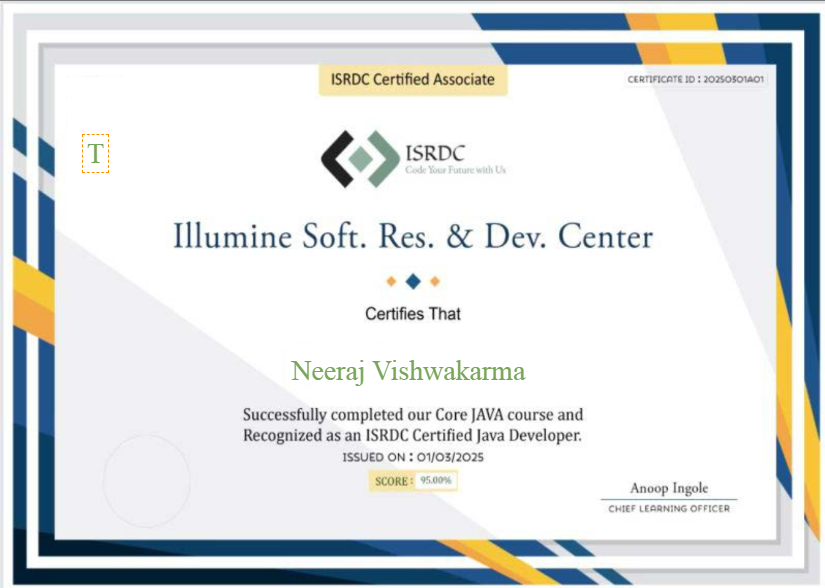 ISRDC Certified Associate
CERTIFICATE ID : 20250301A01
T
ISRDC
Code Your Future with Us
Illumine Soft. Res. & Dev. Center
Certifies That
Neeraj Vishwakarma
Successfully completed our Core JAVA course and
Recognized as an ISRDC Certified Java Developer.
ISSUED ON : 01/03/2025
SCORE : 95.00%
Anoop Ingole
CHIEF LEARNING OFFICER